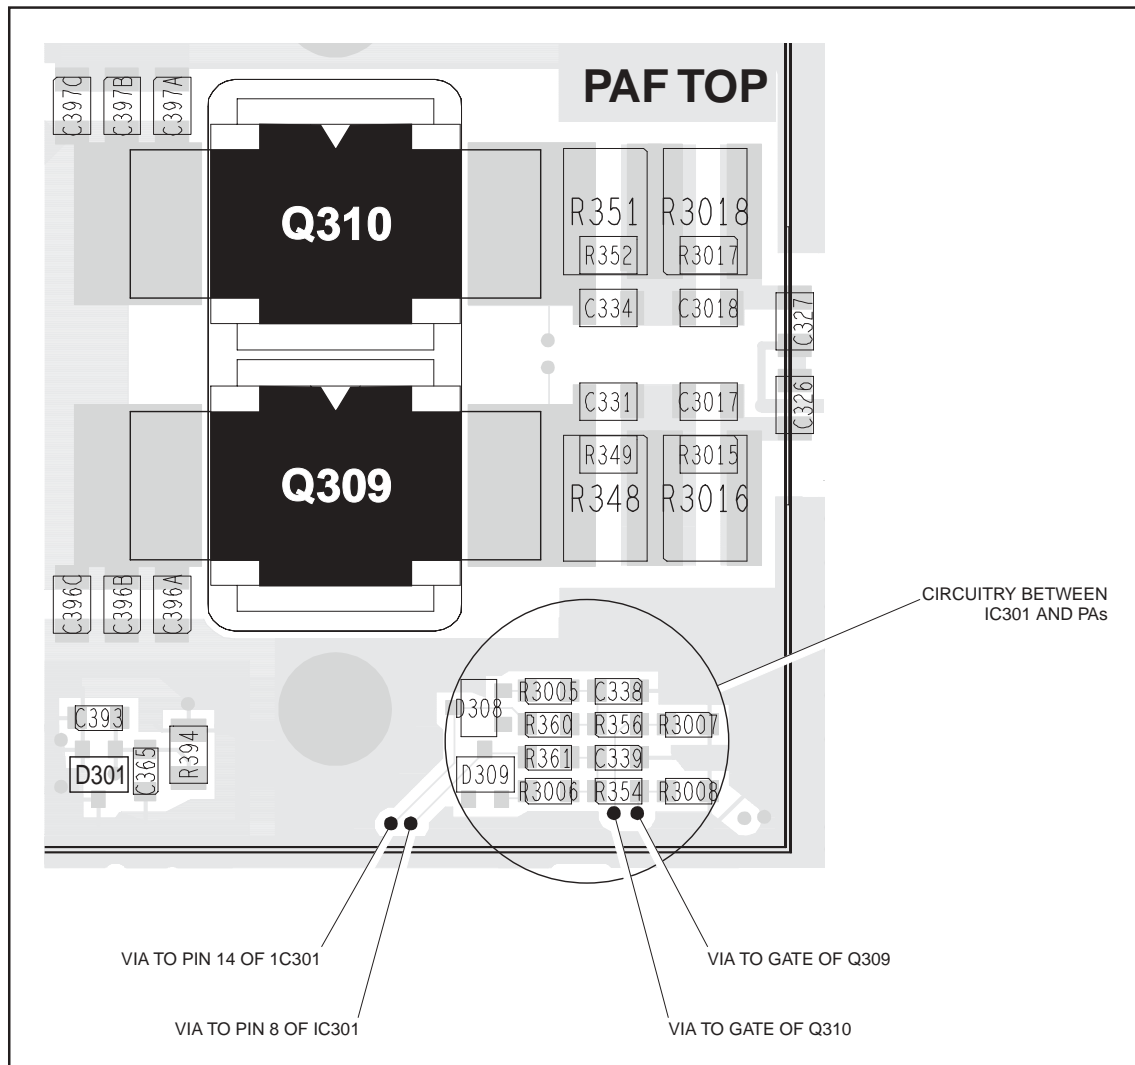 PAF TOP
C397C C397B C397A
Q310
R351 R3018
R352 R3017
C334 C3018
C327
C331 C3017
C326
R349 R3015
Q309
R348 R3016
C396C C396B C396A
CIRCUITRY BETWEEN
IC301 AND PAs
R3005 C338
D308
C393
R360 R356 R3007
R394
R361 C339
D301
C365
D309
R3006 R354 R3008
VIA TO PIN 14 OF 1C301
VIA TO GATE OF Q309
VIA TO PIN 8 OF IC301
VIA TO GATE OF Q310